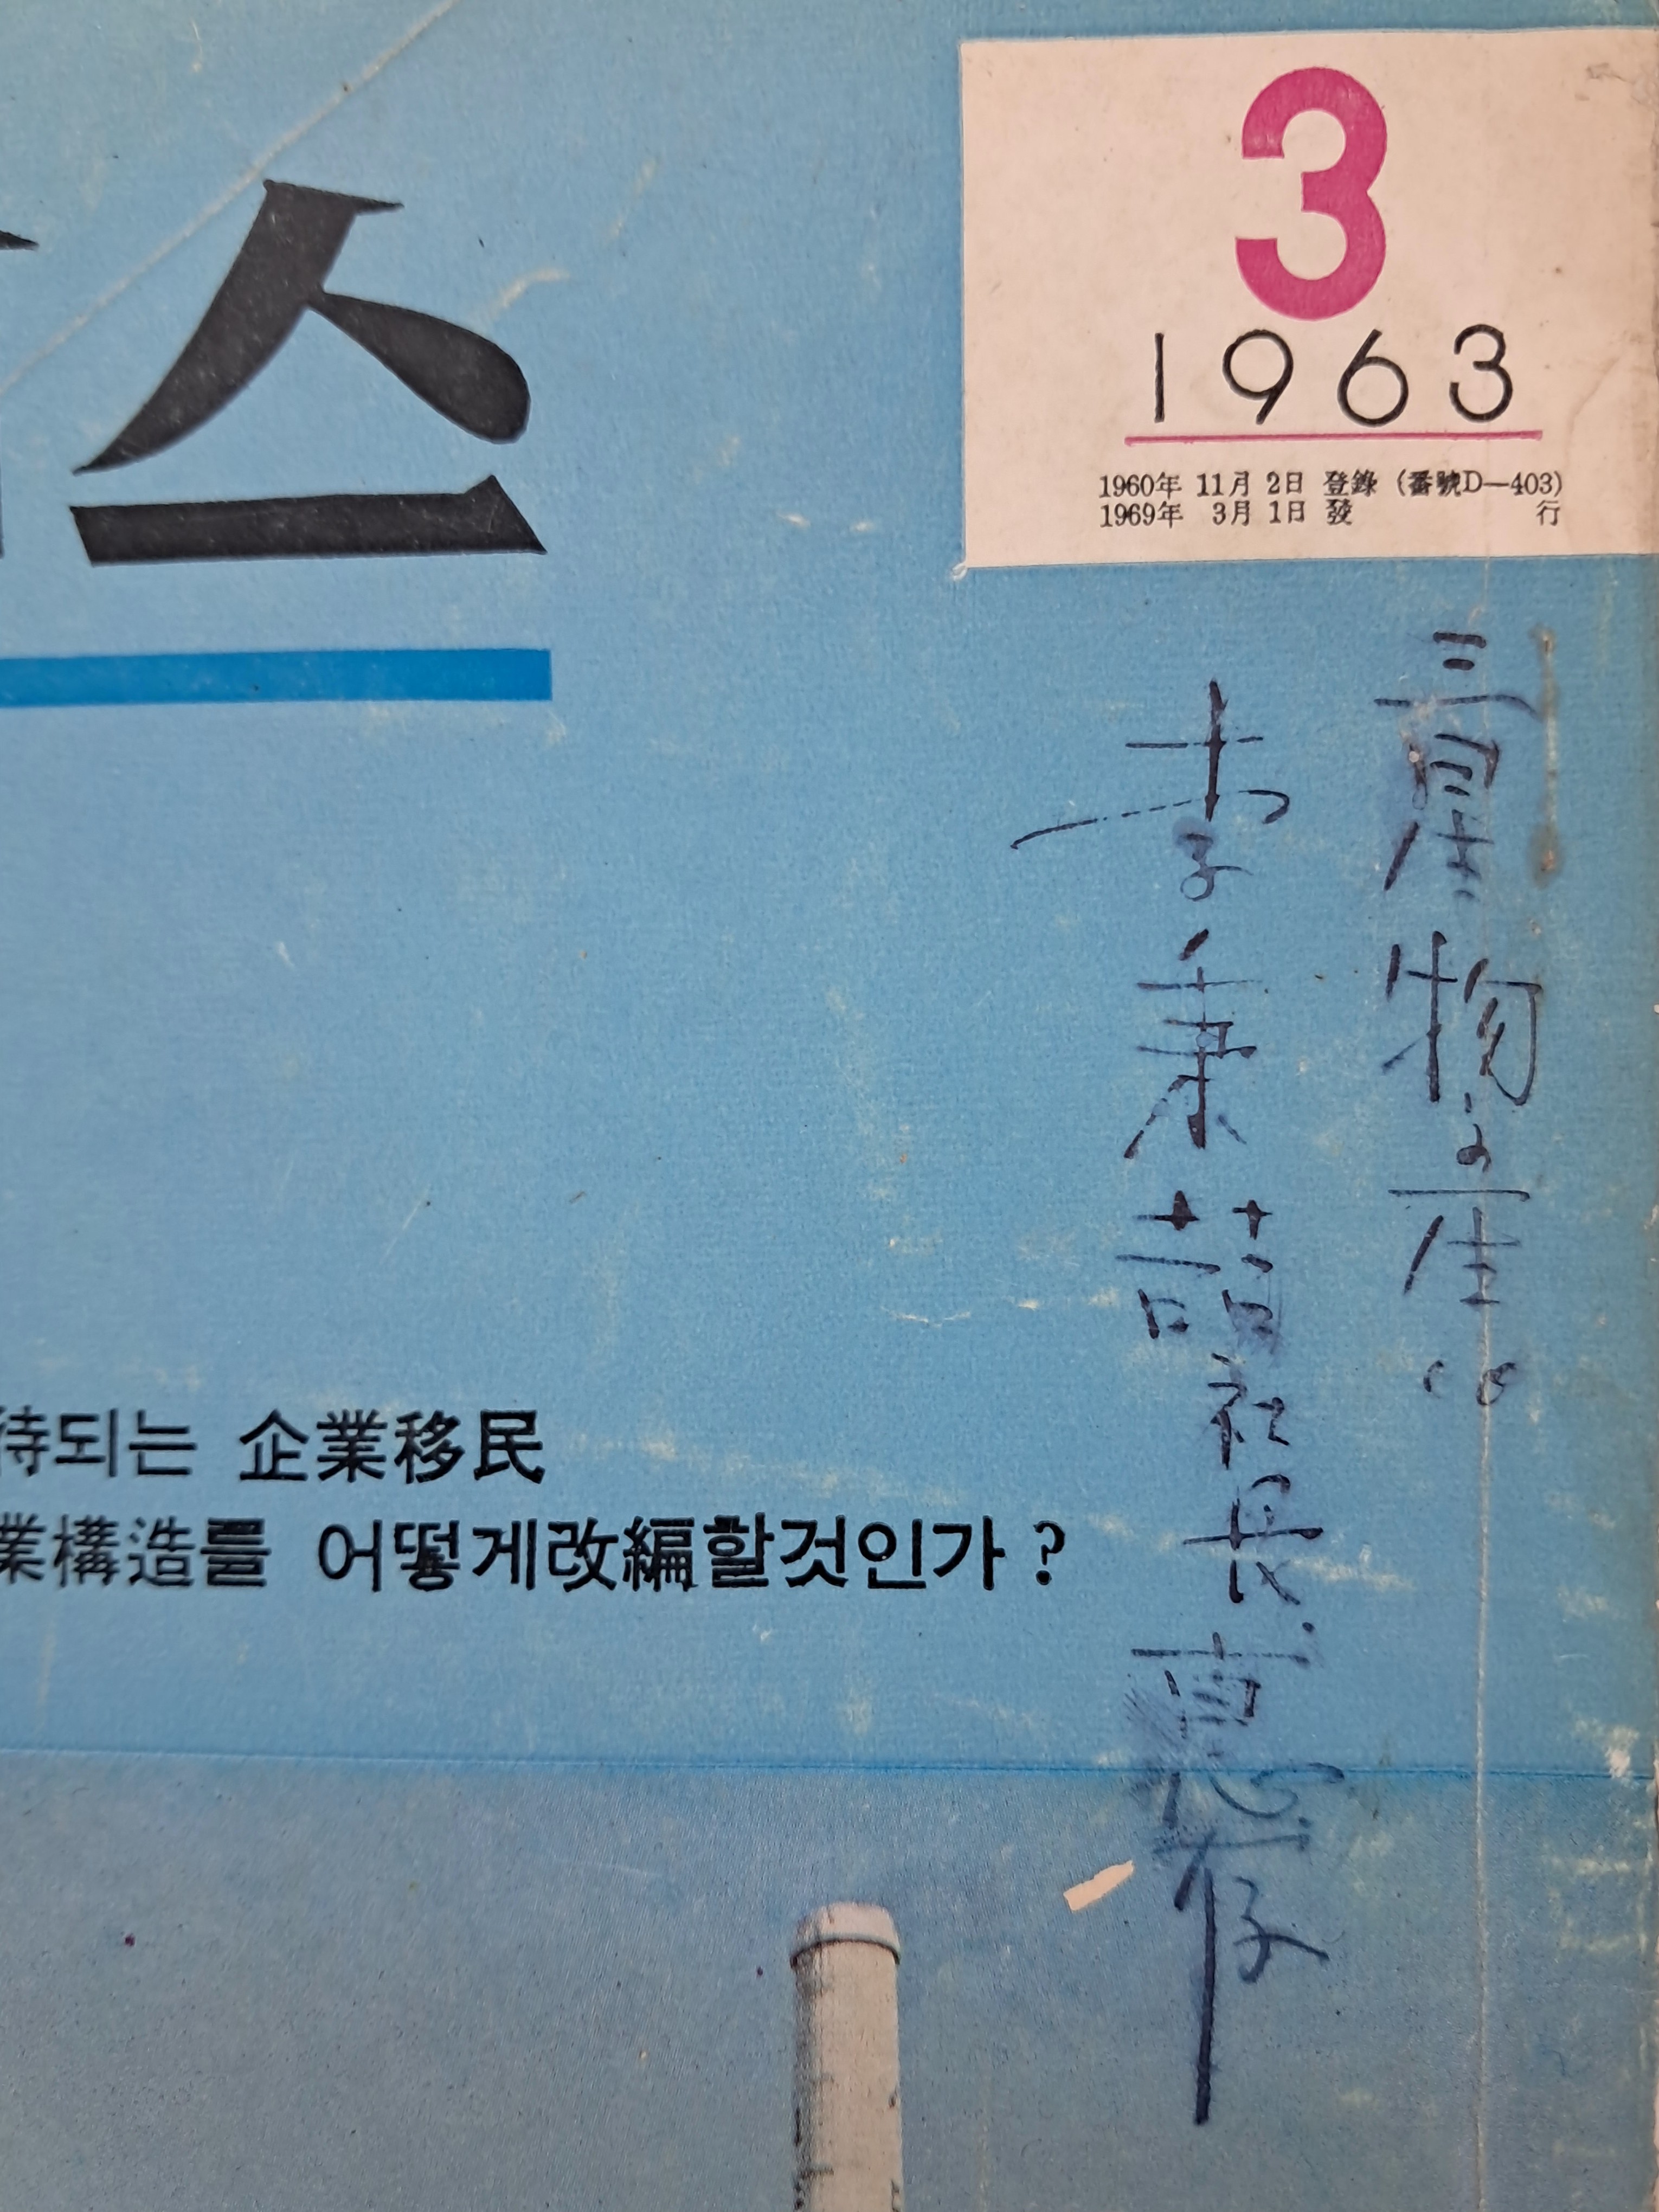 스
3
1963
1960年 11月 2日 登錄 (番號D—403)
1969年 3月 1日 發 行
三星物産
李秉喆社長 惠存
待되는 企業移民
業構造를 어떻게改編할것인가?